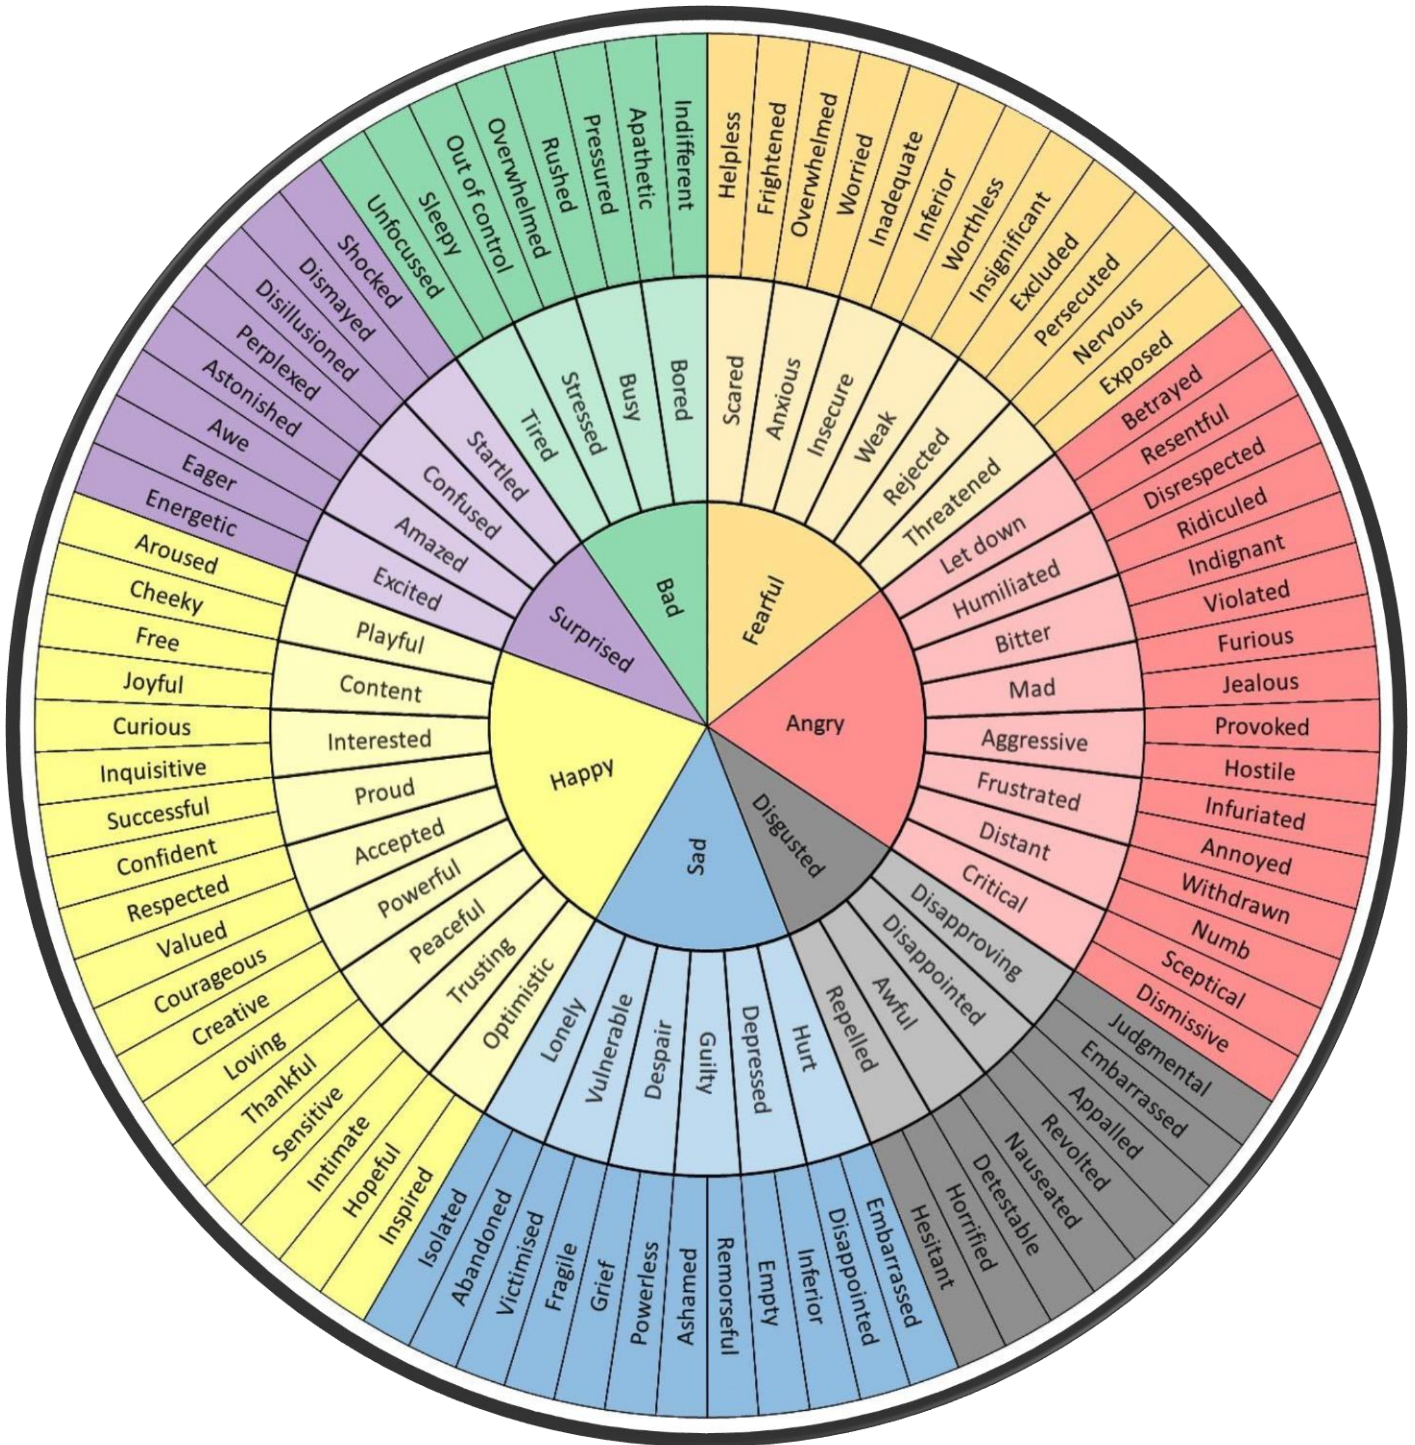 Fearful
Scared
Helpless
Frightened
Anxious
Overwhelmed
Worried
Insecure
Inadequate
Inferior
Weak
Worthless
Insignificant
Rejected
Excluded
Persecuted
Threatened
Nervous
Exposed
Angry
Let down
Betrayed
Resentful
Humiliated
Disrespected
Ridiculed
Bitter
Indignant
Violated
Mad
Furious
Jealous
Aggressive
Provoked
Hostile
Frustrated
Infuriated
Annoyed
Distant
Withdrawn
Numb
Critical
Sceptical
Dismissive
Disgusted
Disapproving
Judgmental
Embarrassed
Disappointed
Appalled
Revolted
Awful
Nauseated
Detestable
Repelled
Horrified
Hesitant
Sad
Hurt
Embarrassed
Disappointed
Depressed
Inferior
Empty
Guilty
Remorseful
Ashamed
Despair
Powerless
Grief
Vulnerable
Fragile
Victimised
Lonely
Abandoned
Isolated
Happy
Optimistic
Inspired
Hopeful
Trusting
Intimate
Sensitive
Peaceful
Thankful
Loving
Powerful
Creative
Courageous
Accepted
Valued
Respected
Proud
Confident
Successful
Interested
Inquisitive
Curious
Content
Joyful
Free
Playful
Cheeky
Aroused
Surprised
Excited
Energetic
Eager
Amazed
Awe
Astonished
Confused
Perplexed
Disillusioned
Startled
Dismayed
Shocked
Bad
Tired
Unfocussed
Sleepy
Stressed
Out of control
Overwhelmed
Busy
Rushed
Pressured
Bored
Apathetic
Indifferent